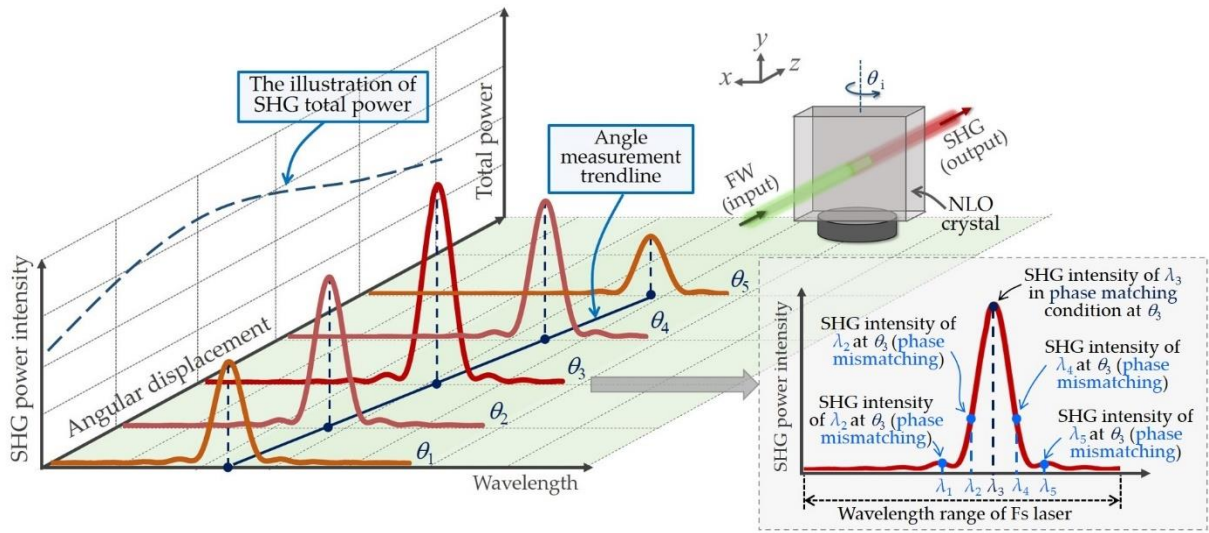 The illustration of
SHG total power
SHG power intensity
Angular displacement
Total power
Wavelength
Angle
measurement
trendline
θ1
θ2
θ3
θ4
θ5
y
x
z
θi
FW
(input)
SHG
(output)
NLO
crystal
SHG power intensity
SHG intensity of λ3
in phase matching
condition at θ3
SHG intensity of
λ2 at θ3 (phase
mismatching)
SHG intensity of
λ4 at θ3 (phase
mismatching)
SHG intensity
of λ2 at θ3 (phase
mismatching)
SHG intensity of
λ5 at θ3 (phase
mismatching)
λ1 λ2 λ3 λ4 λ5
Wavelength range of Fs laser